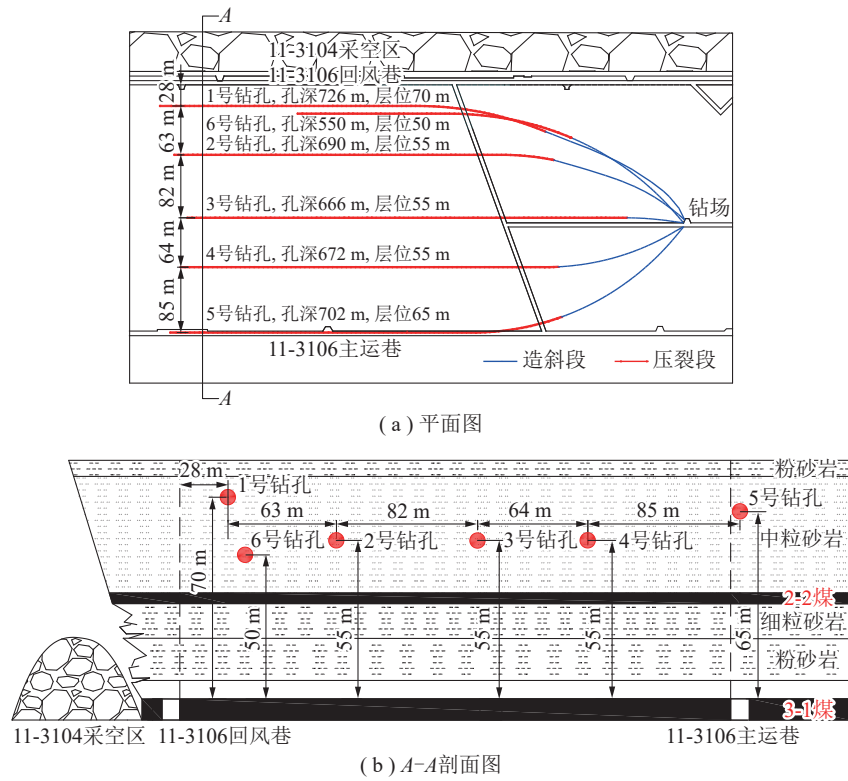 A
11-3104采空区
11-3106回风巷
28 m
1号钻孔, 孔深726 m, 层位70 m
6号钻孔, 孔深550 m, 层位50 m
63 m
2号钻孔, 孔深690 m, 层位55 m
82 m
3号钻孔, 孔深666 m, 层位55 m
钻场
64 m
4号钻孔, 孔深672 m, 层位55 m
85 m
5号钻孔, 孔深702 m, 层位65 m
11-3106主运巷
造斜段
压裂段
A
( a ) 平面图
粉砂岩
28 m
1号钻孔
5号钻孔
63 m
82 m
64 m
85 m
6号钻孔
2号钻孔
3号钻孔
4号钻孔
中粒砂岩
70 m
50 m
55 m
55 m
55 m
65 m
2-2煤
细粒砂岩
粉砂岩
3-1煤
11-3104采空区
11-3106回风巷
11-3106主运巷
( b ) A-A剖面图